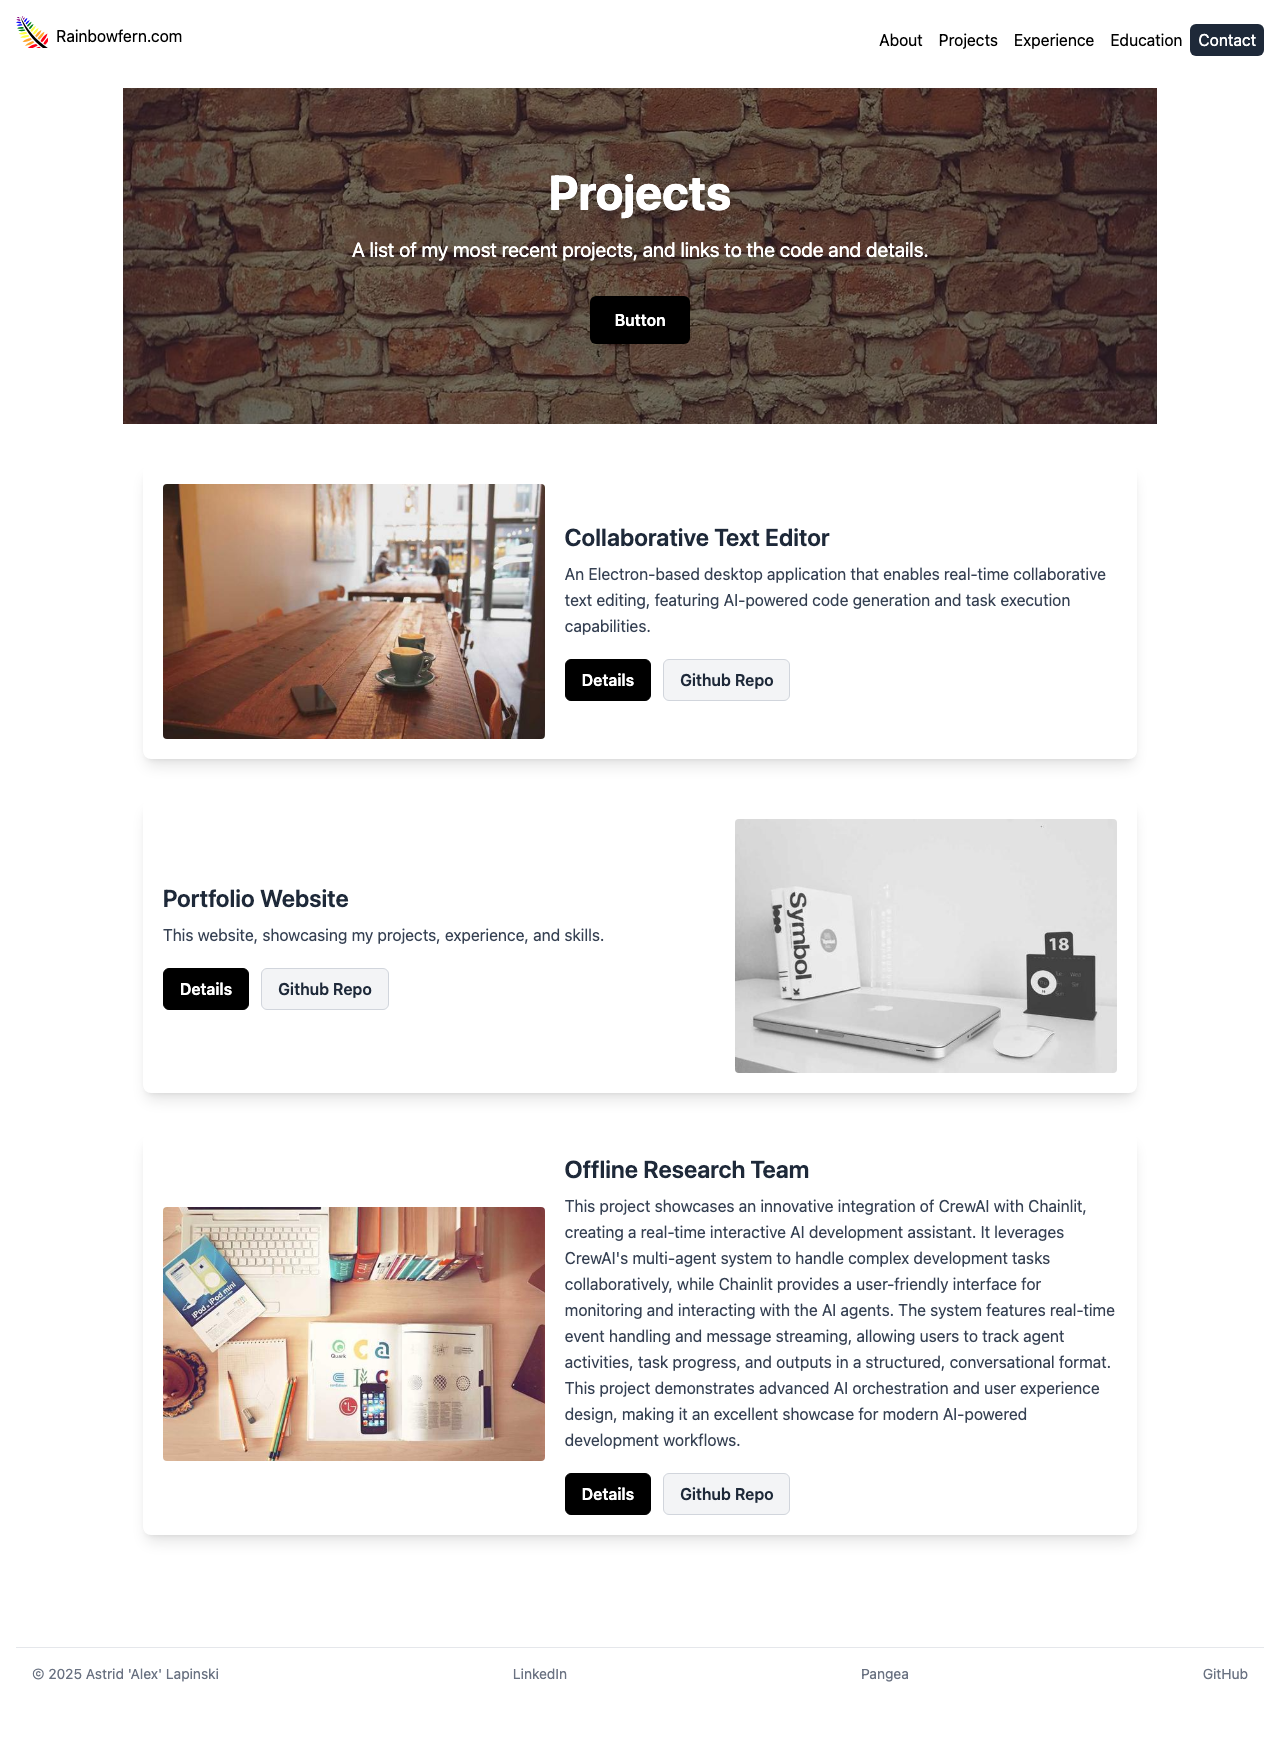 Rainbowfern.com
About Projects Experience Education Contact
Projects
A list of my most recent projects, and links to the code and details.
Button
Collaborative Text Editor
An Electron-based desktop application that enables real-time collaborative
text editing, featuring AI-powered code generation and task execution
capabilities.
Details Github Repo
Portfolio Website
This website, showcasing my projects, experience, and skills.
Details Github Repo
Symbol
logo
Symbol
18
Offline Research Team
This project showcases an innovative integration of CrewAI with Chainlit,
creating a real-time interactive AI development assistant. It leverages
CrewAI's multi-agent system to handle complex development tasks
collaboratively, while Chainlit provides a user-friendly interface for
monitoring and interacting with the AI agents. The system features real-time
event handling and message streaming, allowing users to track agent
activities, task progress, and outputs in a structured, conversational format.
This project demonstrates advanced AI orchestration and user experience
design, making it an excellent showcase for modern AI-powered
development workflows.
Details Github Repo
iPod - iPod mini
LG
© 2025 Astrid 'Alex' Lapinski
LinkedIn
Pangea
GitHub